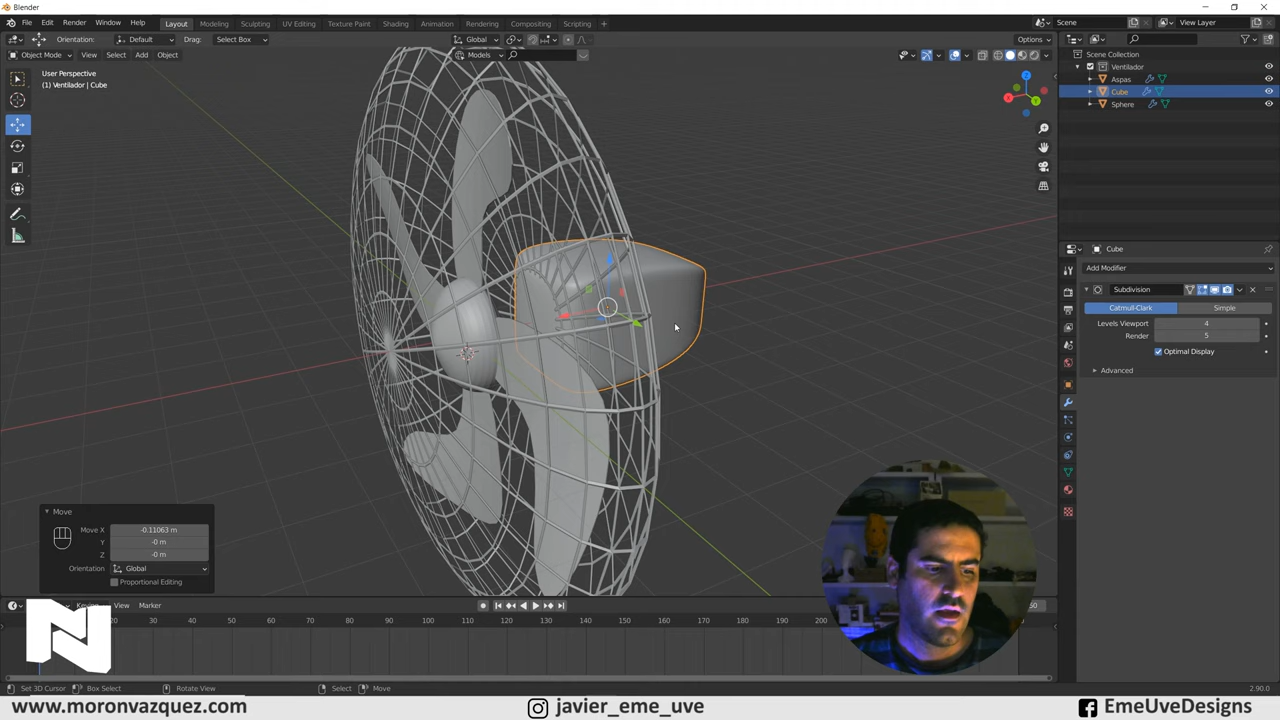 Blender
File Edit Render Window Help Layout Modeling Sculpting UV Editing Texture Paint Shading Animation Rendering Compositing Scripting + Scene View Layer
Orientation: Default Drag: Select Box Global Options
Object Mode View Select Add Object Models
User Perspective
(1) Ventilador | Cube
Scene Collection
Ventilador
Aspas
Cube
Sphere
Cube
Add Modifier
Subdivision
Catmull-Clark Simple
Levels Viewport 4
Render 5
Optimal Display
Advanced
Move
Move X -0.11063 m
Y -0 m
Z -0 m
Orientation Global
Proportional Editing
View Marker
20 30 40 50 60 70 80 90 100 110 120 130 140 150 160 170 180 190 200
Set 3D Cursor Box Select Rotate View Select Move 2.90.0
www.moronvazquez.com javier_eme_uve EmeUveDesigns